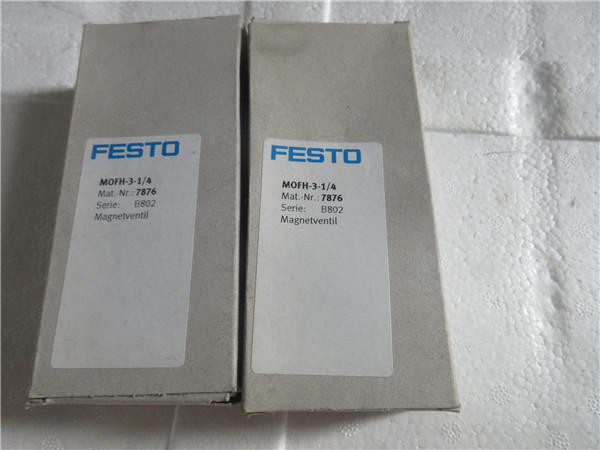 FESTO
MOFH-3-1/4
Mat.-Nr.: 7876
Serie: B802
Magnetventil
FESTO
MOFH-3-1/4
Mat.-Nr.: 7876
Serie: B802
Magnetventil